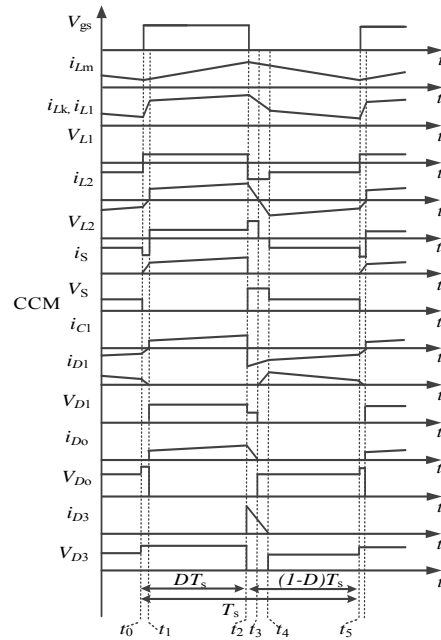 V_gs
t
i_Lm
t
i_Lk, i_L1
t
V_L1
t
i_L2
t
V_L2
t
i_S
t
V_S
t
CCM
i_C1
t
i_D1
t
V_D1
t
i_Do
t
V_Do
t
i_D3
t
V_D3
t
DT_s (1-D)T_s
T_s
t_0 t_1 t_2 t_3 t_4 t_5